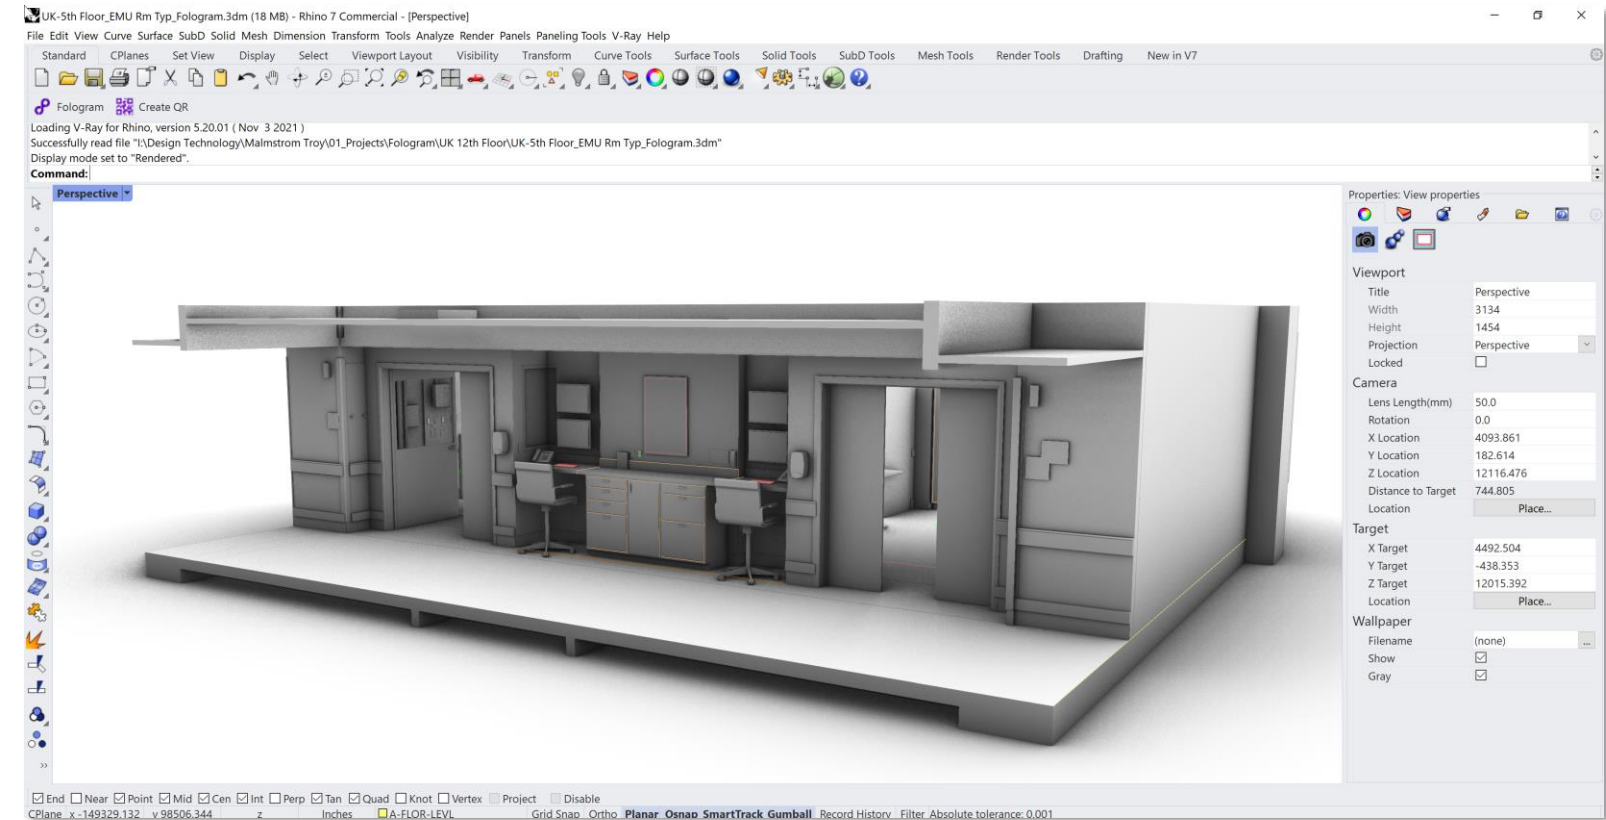 UK-5th Floor_EMU Rm Typ_Fologram.3dm (18 MB) - Rhino 7 Commercial - [Perspective]
File Edit View Curve Surface SubD Solid Mesh Dimension Transform Tools Analyze Render Panels Paneling Tools V-Ray Help
Standard CPlanes Set View Display Select Viewport Layout Visibility Transform Curve Tools Surface Tools Solid Tools SubD Tools Mesh Tools Render Tools Drafting New in V7
Fologram Create QR
Loading V-Ray for Rhino, version 5.20.01 ( Nov 3 2021 )
Successfully read file "I:\Design Technology\Malmstrom Troy\01_Projects\Fologram\UK 12th Floor\UK-5th Floor_EMU Rm Typ_Fologram.3dm"
Display mode set to "Rendered".
Command:
Perspective
Properties: View properties
Viewport
Title Perspective
Width 3134
Height 1454
Projection Perspective
Locked
Camera
Lens Length(mm) 50.0
Rotation 0.0
X Location 4093.861
Y Location 182.614
Z Location 12116.476
Distance to Target 744.805
Location Place...
Target
X Target 4492.504
Y Target -438.353
Z Target 12015.392
Location Place...
Wallpaper
Filename (none) ...
Show
Gray
End Near Point Mid Cen Int Perp Tan Quad Knot Vertex Project Disable
CPlane x -149329.132 y 98506.344 z Inches A-FLOR-LEVL Grid Snap Ortho Planar Osnap SmartTrack Gumball Record History Filter Absolute tolerance: 0.001